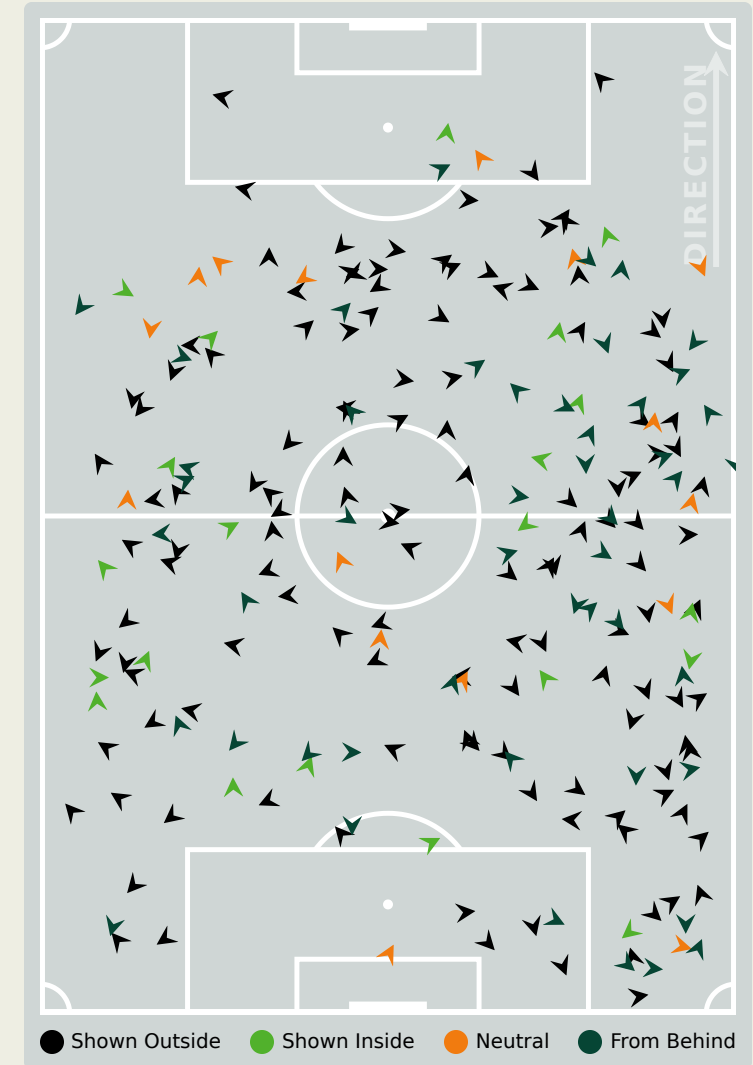 DIRECTION
Shown Outside
Shown Inside
Neutral
From Behind